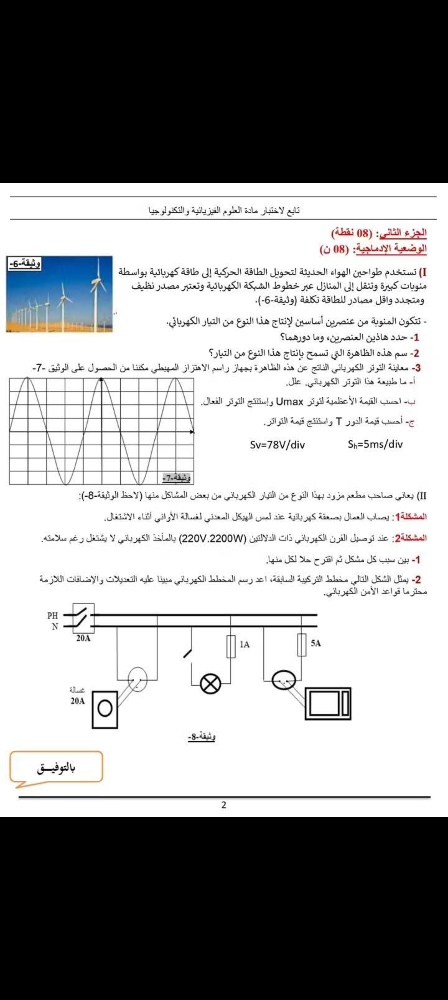 تابع لاختبار مادة العلوم الفيزيائية والتكنولوجيا
الجزء الثاني: (08 نقطة)
الوضعية الإدماجية: (08 ن)
وثيقة-6-
I) تستخدم طواحين الهواء الحديثة لتحويل الطاقة الحركية إلى طاقة كهربائية بواسطة
منوبات كبيرة وتنقل إلى المنازل عبر خطوط الشبكة الكهربائية وتعتبر مصدر نظيف
ومتجدد واقل مصادر للطاقة تكلفة (وثيقة-6-).
- تتكون المنوبة من عنصرين أساسين لإنتاج هذا النوع من التيار الكهربائي.
1- حدد هاذين العنصرين، وما دورهما؟
2- سم هذه الظاهرة التي تسمح بإنتاج هذا النوع من التيار؟
3- معاينة التوتر الكهربائي الناتج عن هذه الظاهرة بجهاز راسم الاهتزاز المهبطي مكننا من الحصول على الوثيق -7-
أ- ما طبيعة هذا التوتر الكهربائي. علل.
ب- احسب القيمة الأعظمية لتوتر Umax وإستنتج التوتر الفعال.
ج- أحسب قيمة الدور T واستنتج قيمة التواتر.
Sv=78V/div Sh=5ms/div
وثيقة-7-
II) يعاني صاحب مطعم مزود بهذا النوع من التيار الكهربائي من بعض المشاكل منها (لاحظ الوثيقة-8-):
المشكلة1: يصاب العمال بصعقة كهربائية عند لمس الهيكل المعدني لغسالة الأواني أثناء الاشتغال.
المشكلة2: عند توصيل الفرن الكهربائي ذات الدلالتين (220V.2200W) بالمأخذ الكهربائي لا يشتغل رغم سلامته.
1- بين سبب كل مشكل ثم اقترح حلا لكل منها.
2- يمثل الشكل التالي مخطط التركيبة السابقة، اعد رسم المخطط الكهربائي مبينا عليه التعديلات والإضافات اللازمة
محترما قواعد الأمن الكهربائي.
PH
N
20A
1A
5A
غسالة
20A
وثيقة-8-
بالتوفيــق
2